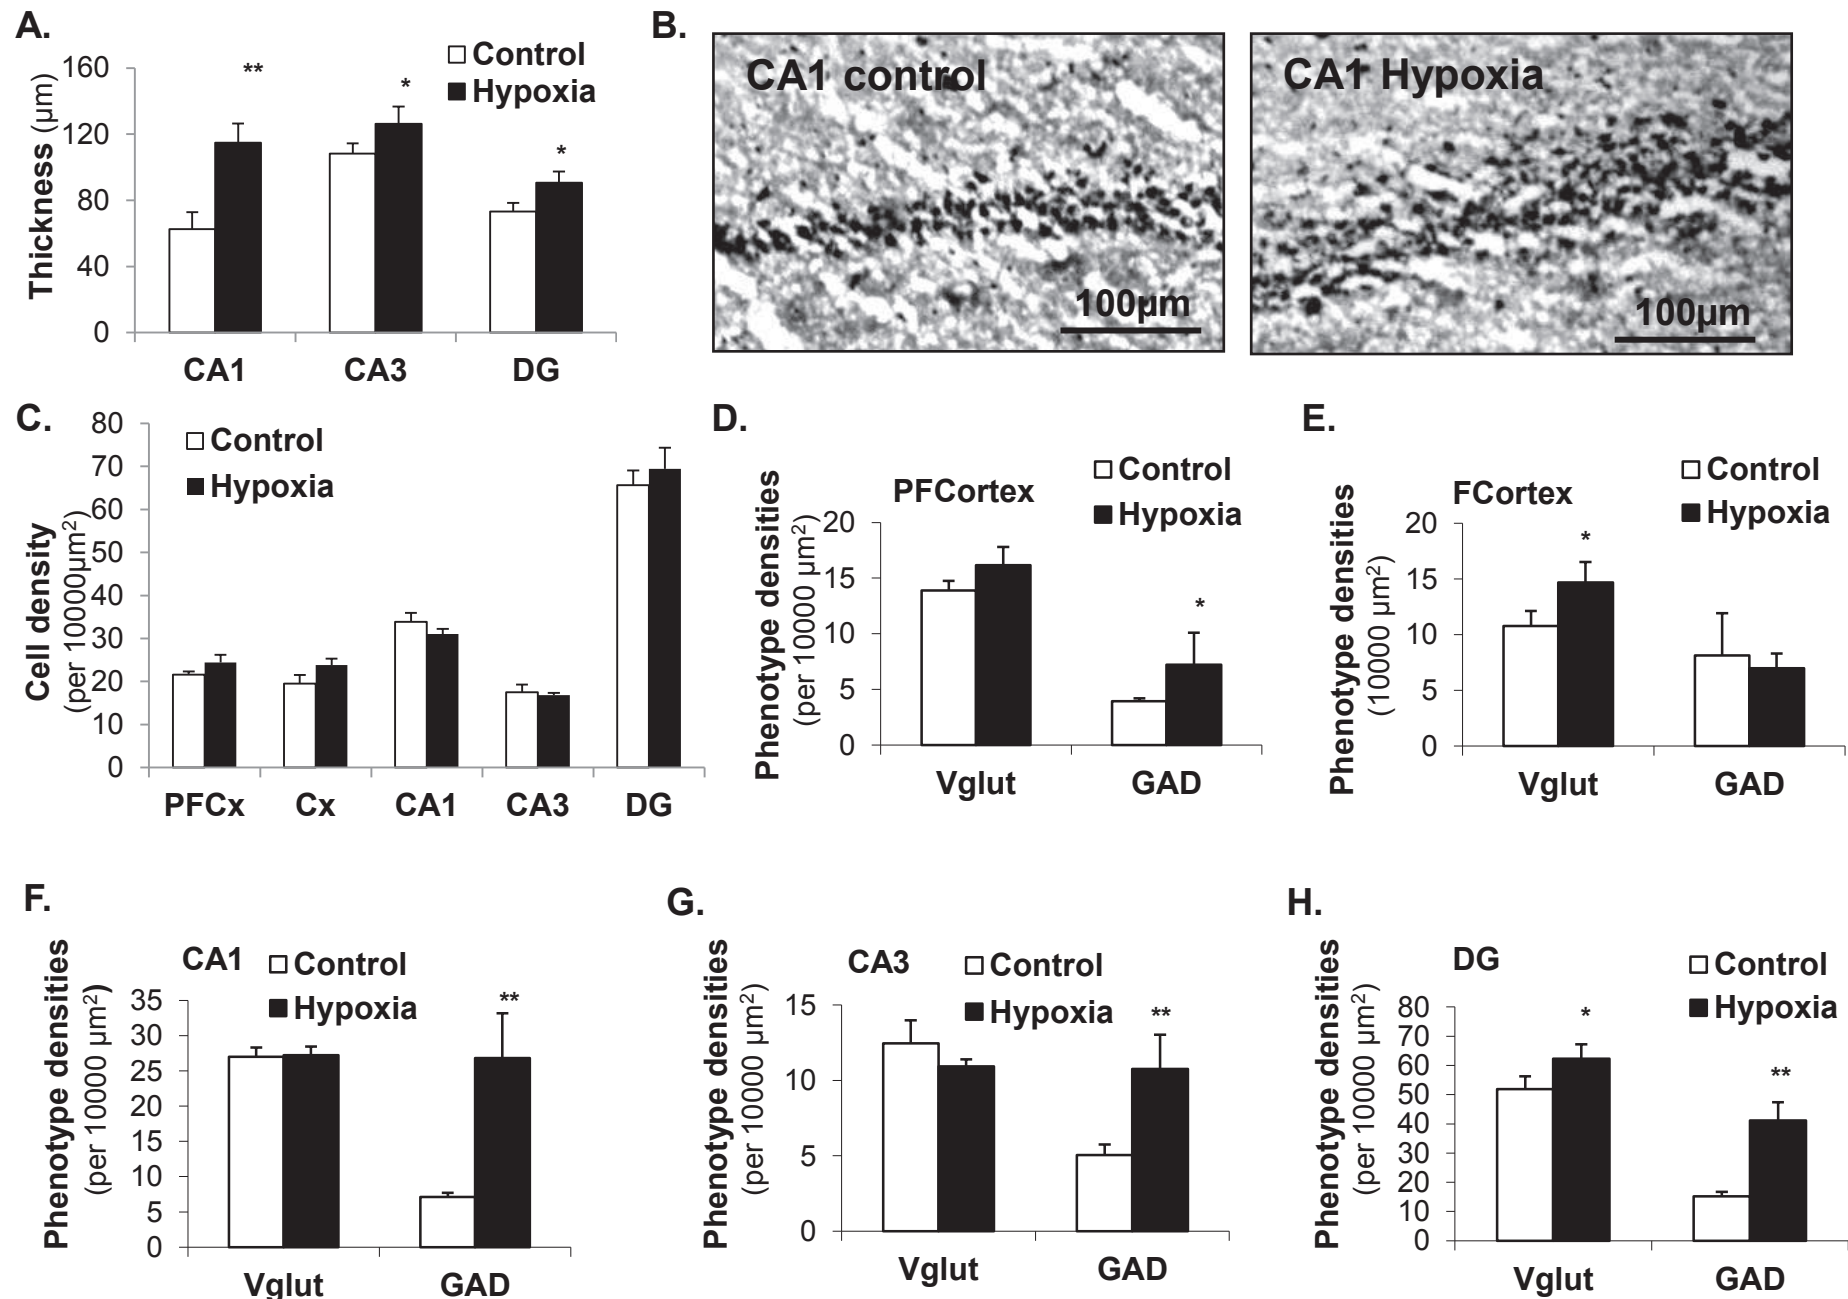 A.
Thickness (µm)
160
120
80
40
0
**
*
*
Control
Hypoxia
CA1 CA3 DG
B.
CA1 control
100µm
CA1 Hypoxia
100µm
C.
Cell density
(per 10000µm²)
80
70
60
50
40
30
20
10
0
Control
Hypoxia
PFCx Cx CA1 CA3 DG
D.
Phenotype densities
(per 10000 µm²)
PFCortex
Control
Hypoxia
20
15
10
5
0
*
Vglut GAD
E.
Phenotype densities
(10000 µm²)
FCortex
Control
Hypoxia
20
15
10
5
0
*
Vglut GAD
F.
Phenotype densities
(per 10000 µm²)
CA1
Control
Hypoxia
35
30
25
20
15
10
5
0
**
Vglut GAD
G.
Phenotype densities
(per 10000 µm²)
CA3
Control
Hypoxia
15
10
5
0
**
Vglut GAD
H.
Phenotype densities
(per 10000 µm²)
DG
Control
Hypoxia
80
70
60
50
40
30
20
10
0
*
**
Vglut GAD